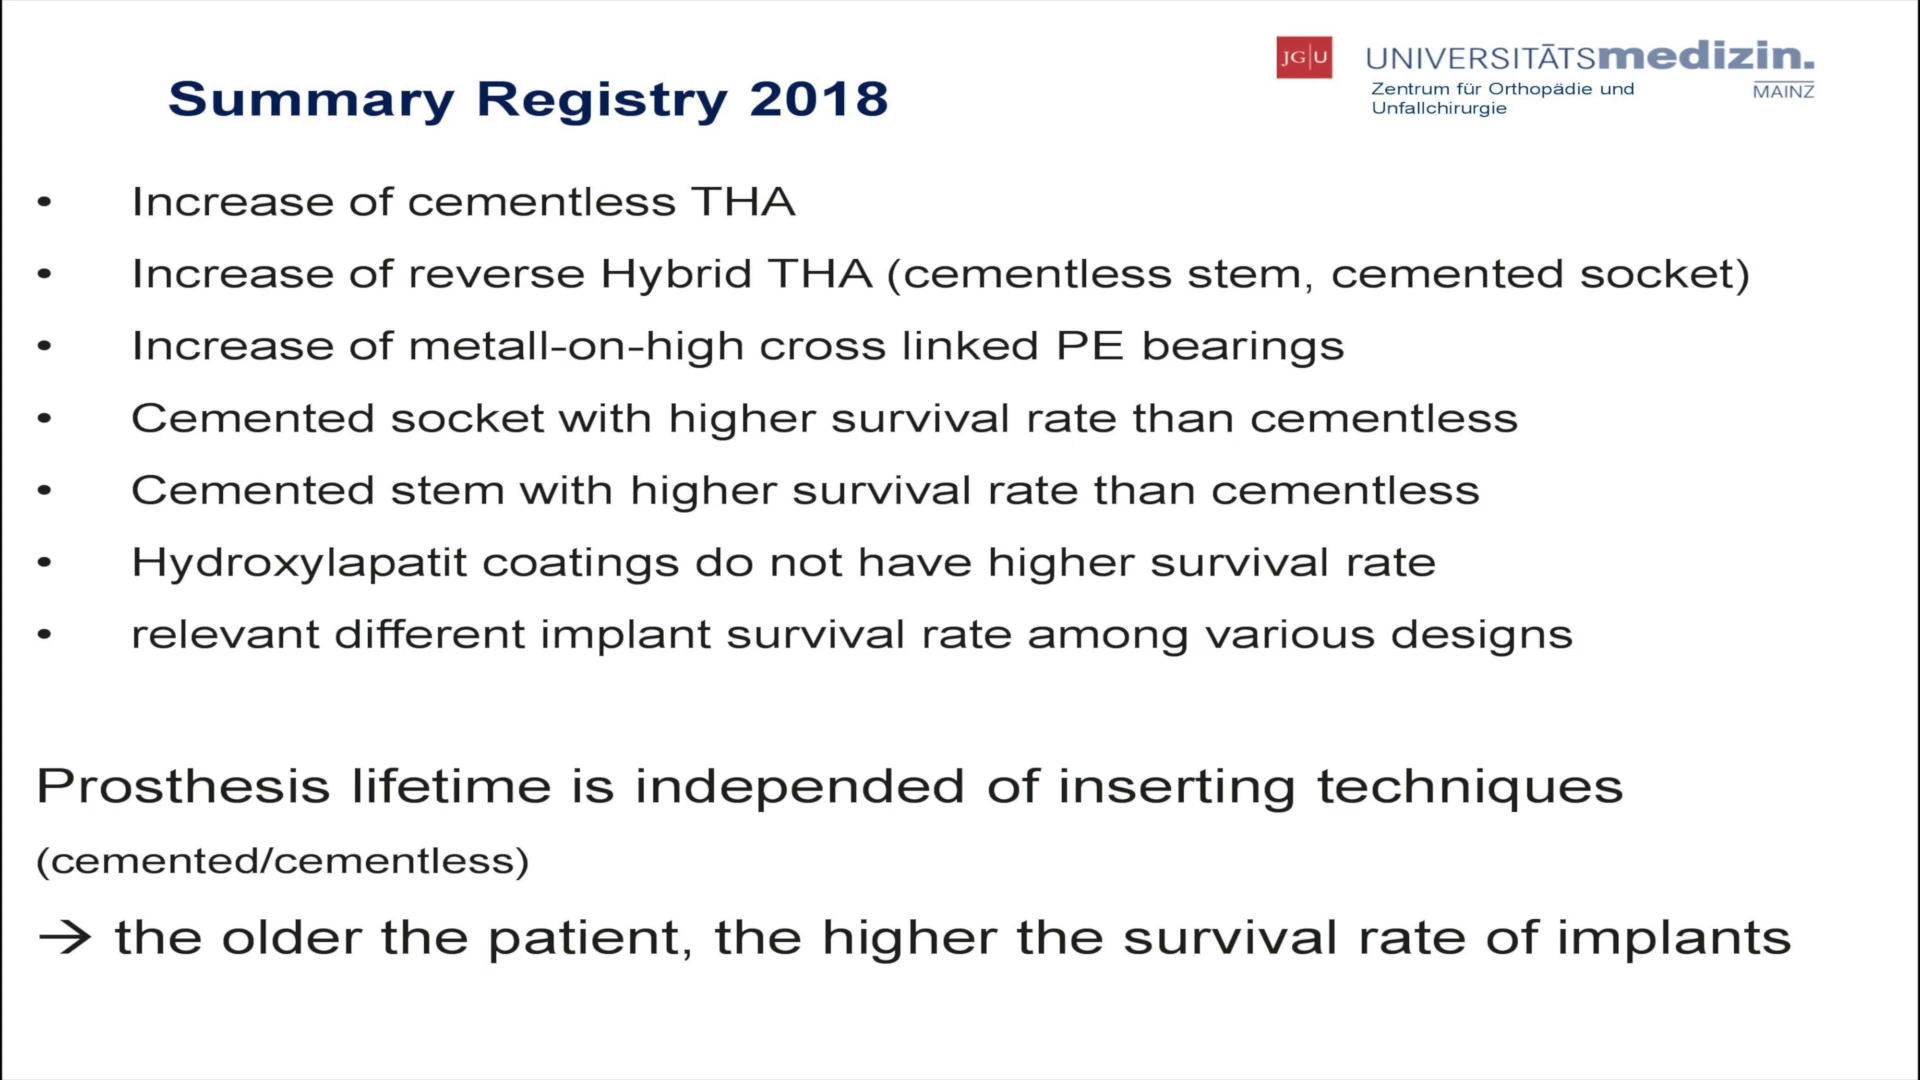 Summary Registry 2018
JG|U
UNIVERSITĀTSmedizin.
Zentrum für Orthopädie und
Unfallchirurgie
MAINZ
• Increase of cementless THA
• Increase of reverse Hybrid THA (cementless stem, cemented socket)
• Increase of metall-on-high cross linked PE bearings
• Cemented socket with higher survival rate than cementless
• Cemented stem with higher survival rate than cementless
• Hydroxylapatit coatings do not have higher survival rate
• relevant different implant survival rate among various designs
Prosthesis lifetime is independed of inserting techniques
(cemented/cementless)
→ the older the patient, the higher the survival rate of implants